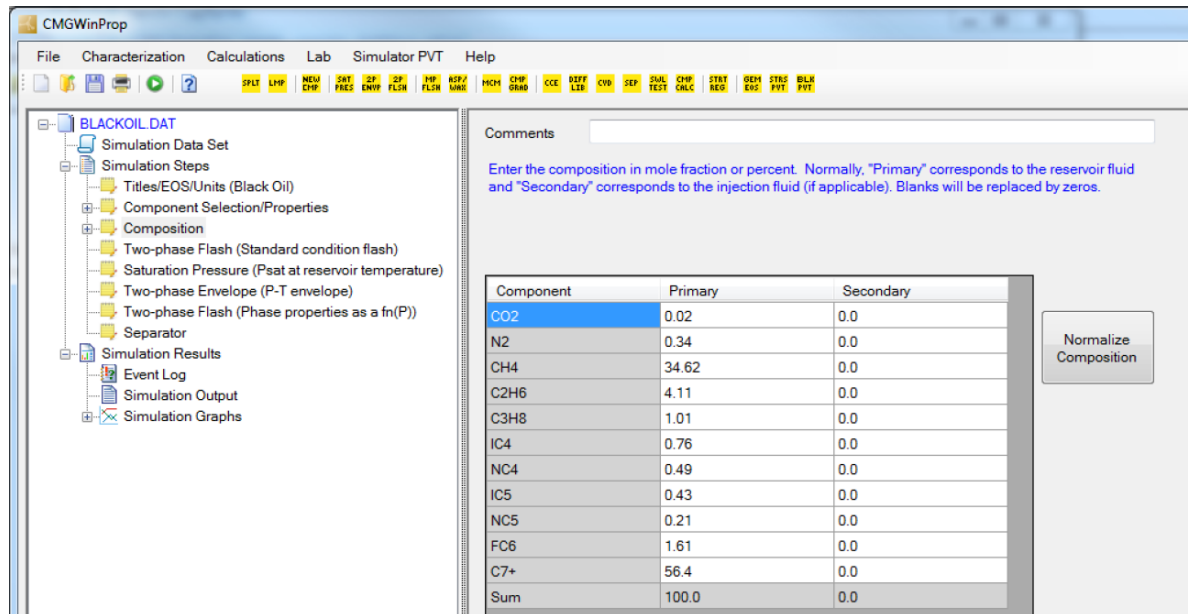 CMGWinProp
File Characterization Calculations Lab Simulator PVT Help
SPLT LMP NEW CMP SAT PRES 2P ENVP 2P FLSH MP FLSH ASP/WAX MCM CMP GRAD CCE DIFF LIB CVD SEP SWL TEST CMP CALC STRT REG GEM EOS STRS PVT BLK PVT
BLACKOIL.DAT
Simulation Data Set
Simulation Steps
Titles/EOS/Units (Black Oil)
Component Selection/Properties
Composition
Two-phase Flash (Standard condition flash)
Saturation Pressure (Psat at reservoir temperature)
Two-phase Envelope (P-T envelope)
Two-phase Flash (Phase properties as a fn(P))
Separator
Simulation Results
Event Log
Simulation Output
Simulation Graphs
Comments
Enter the composition in mole fraction or percent. Normally, "Primary" corresponds to the reservoir fluid
and "Secondary" corresponds to the injection fluid (if applicable). Blanks will be replaced by zeros.
Component Primary Secondary
CO2 0.02 0.0
N2 0.34 0.0
CH4 34.62 0.0
C2H6 4.11 0.0
C3H8 1.01 0.0
IC4 0.76 0.0
NC4 0.49 0.0
IC5 0.43 0.0
NC5 0.21 0.0
FC6 1.61 0.0
C7+ 56.4 0.0
Sum 100.0 0.0
Normalize
Composition